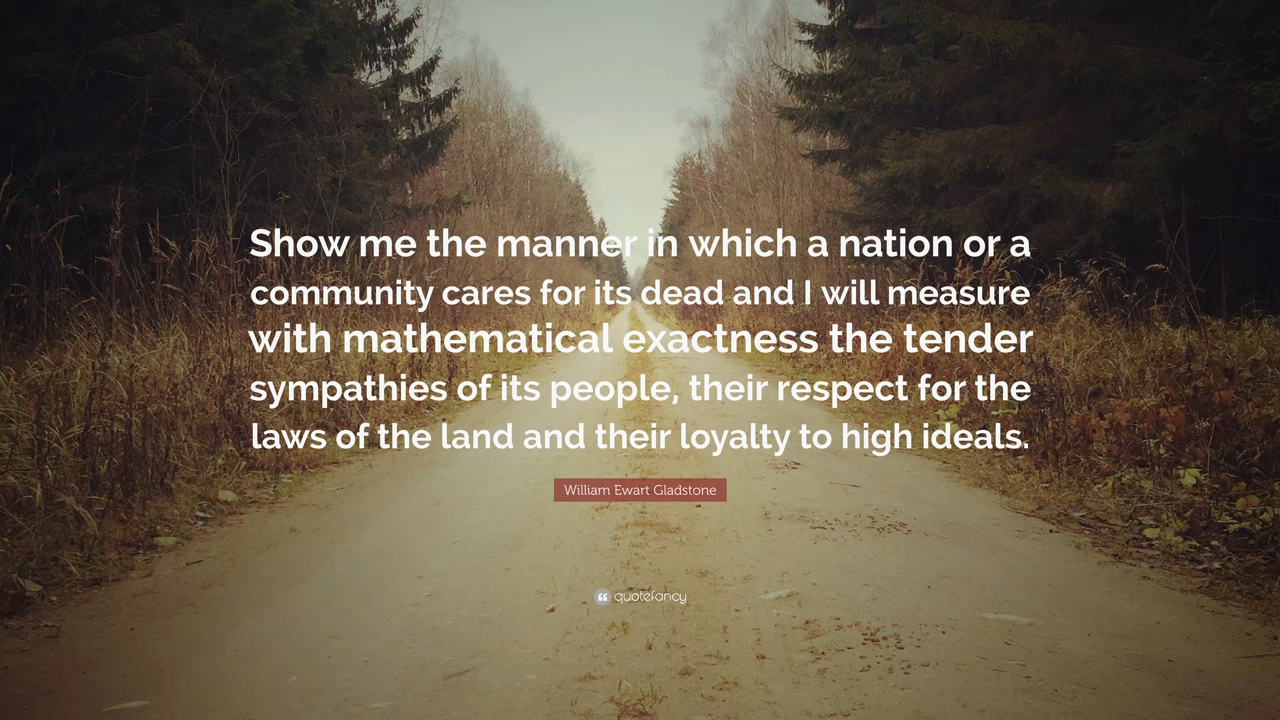 Show me the manner in which a nation or a
community cares for its dead and I will measure
with mathematical exactness the tender
sympathies of its people, their respect for the
laws of the land and their loyalty to high ideals.
William Ewart Gladstone
quotefancy